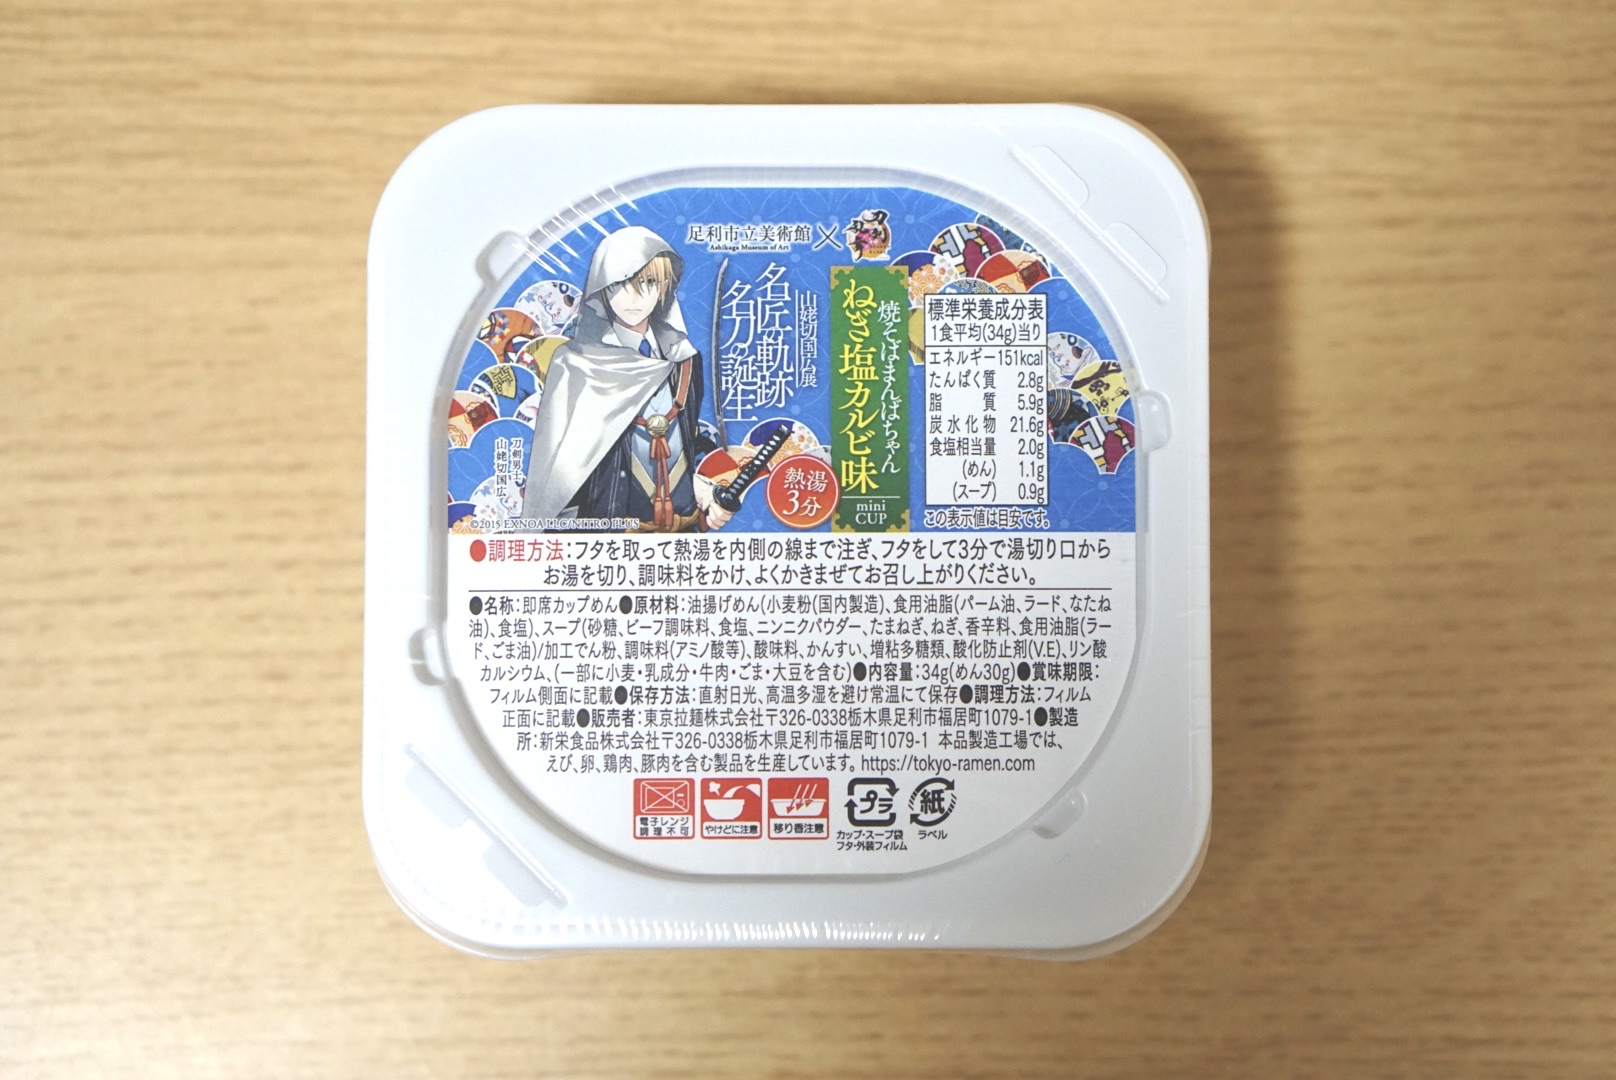 足利市立美術館×刀剣乱舞
Ashikaga Museum of Art
山姥切国広展
名匠の軌跡
名刀の誕生
焼そばまんばちゃん
ねぎ塩カルビ味
mini
CUP
熱湯
3分
刀剣男士
山姥切国広
©2015 EXNOA LLC/NITRO PLUS
標準栄養成分表
1食平均(34g)当り
エネルギー151kcal
たんぱく質 2.8g
脂質 5.9g
炭水化物 21.6g
食塩相当量 2.0g
(めん) 1.1g
(スープ) 0.9g
この表示値は目安です。
●調理方法:フタを取って熱湯を内側の線まで注ぎ、フタをして3分で湯切り口から
お湯を切り、調味料をかけ、よくかきまぜてお召し上がりください。
●名称:即席カップめん●原材料:油揚げめん(小麦粉(国内製造)、食用油脂(パーム油、ラード、なたね
油)、食塩)、スープ(砂糖、ビーフ調味料、食塩、ニンニクパウダー、たまねぎ、ねぎ、香辛料、食用油脂(ラー
ド、ごま油)/加工でん粉、調味料(アミノ酸等)、酸味料、かんすい、増粘多糖類、酸化防止剤(V.E)、リン酸
カルシウム、(一部に小麦・乳成分・牛肉・ごま・大豆を含む)●内容量:34g(めん30g)●賞味期限:
フィルム側面に記載●保存方法:直射日光、高温多湿を避け常温にて保存●調理方法:フィルム
正面に記載●販売者:東京拉麺株式会社〒326-0338栃木県足利市福居町1079-1●製造
所:新栄食品株式会社〒326-0338栃木県足利市福居町1079-1 本品製造工場では、
えび、卵、鶏肉、豚肉を含む製品を生産しています。https://tokyo-ramen.com
電子レンジ
調理不可
やけどに注意
移り香注意
プラ
カップ・スープ袋
フタ・外装フィルム
紙
ラベル